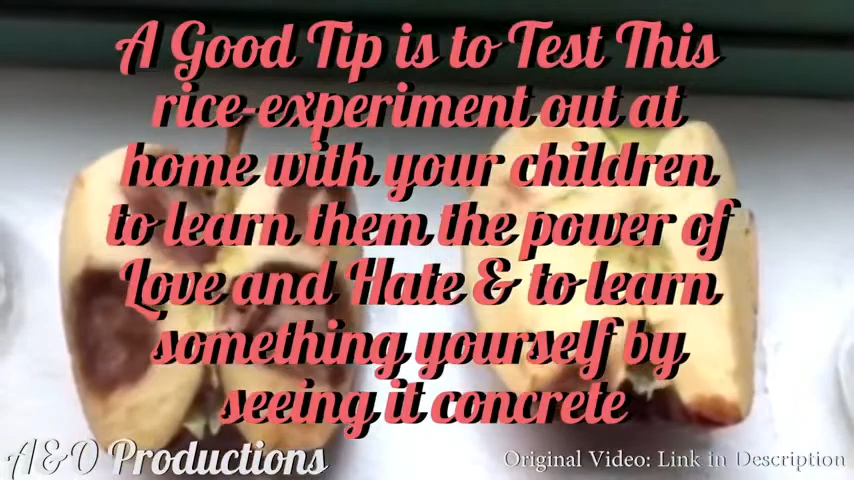 A Good Tip is to Test This
rice-experiment out at
home with your children
to learn them the power of
Love and Hate & to learn
something yourself by
seeing it concrete
A&O Productions
Original Video: Link in Description